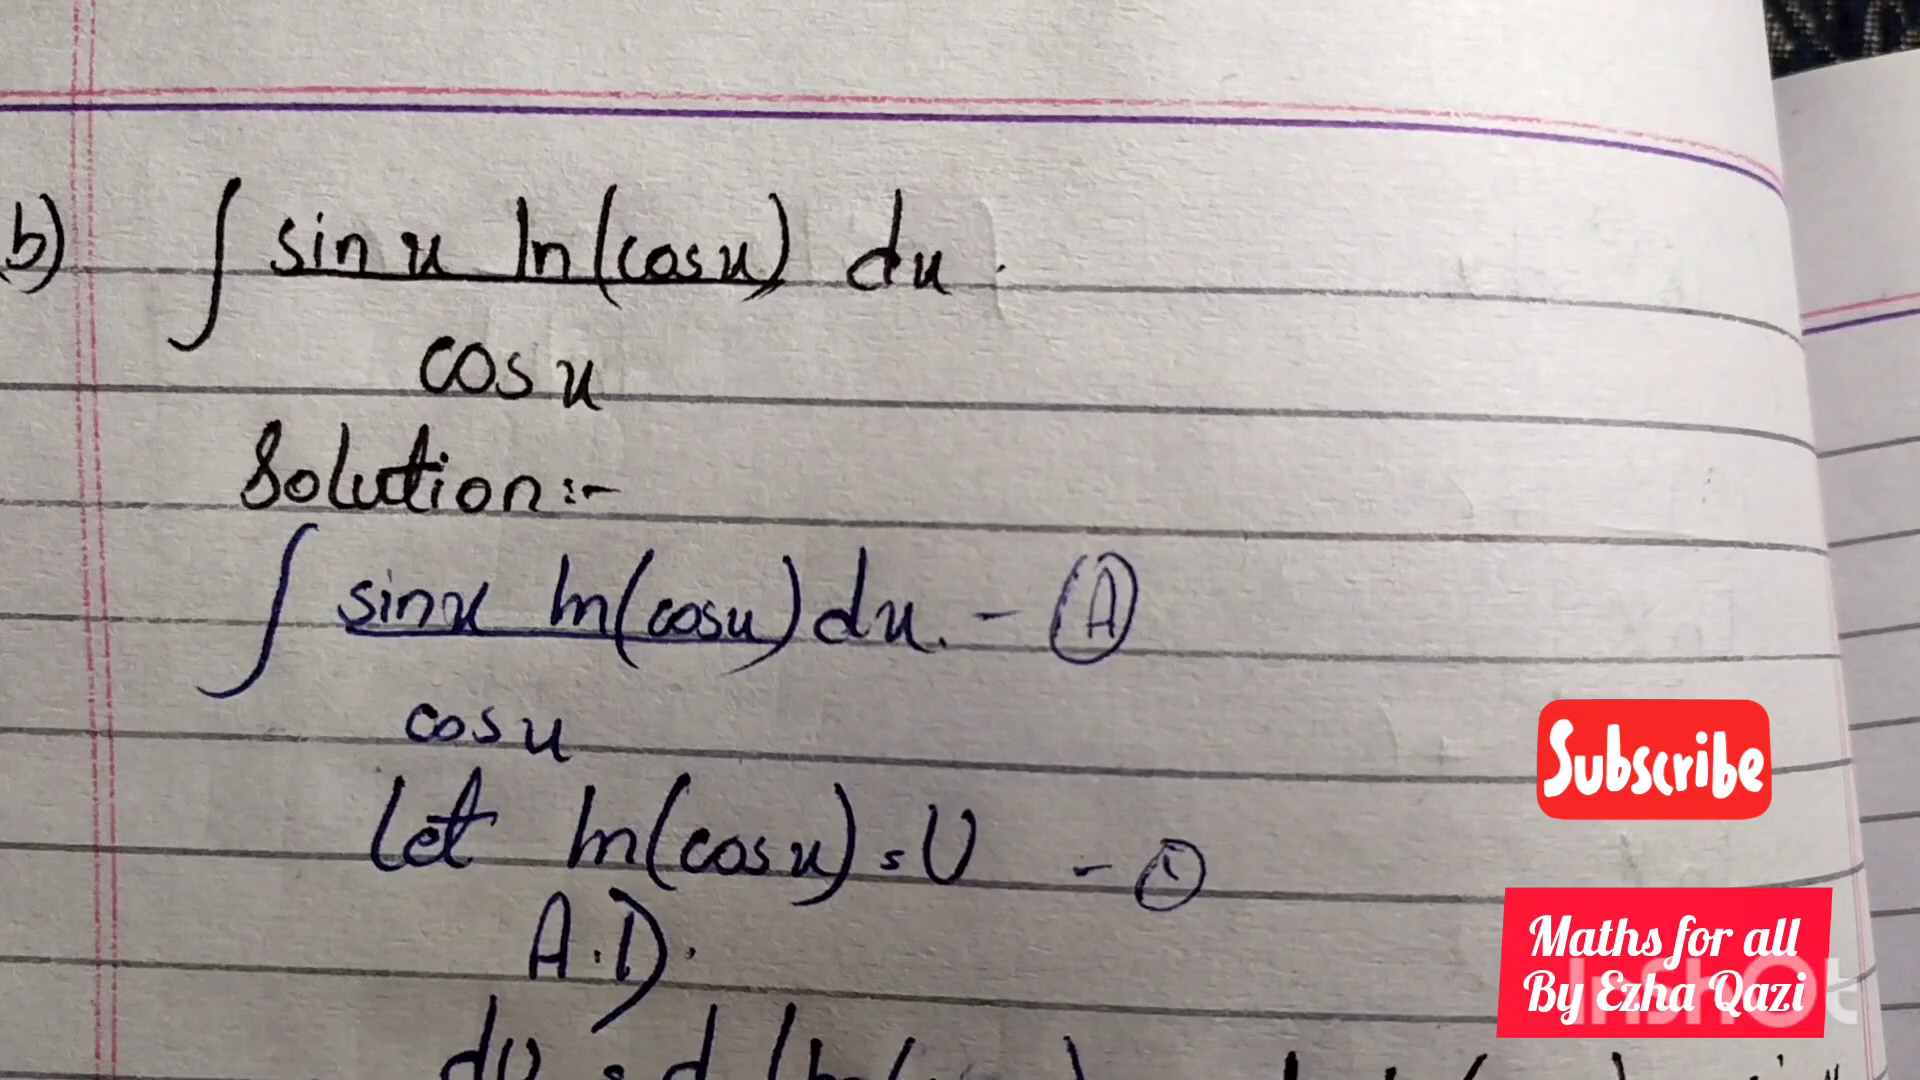 b) ∫ sin x ln(cos x) dx.
cos x
Solution:-
∫ sin x ln(cos x) dx. - Ⓐ
cos x
Let ln(cos x) = U - ①
A.D.
Subscribe
Maths for all
By Ezha Qazi